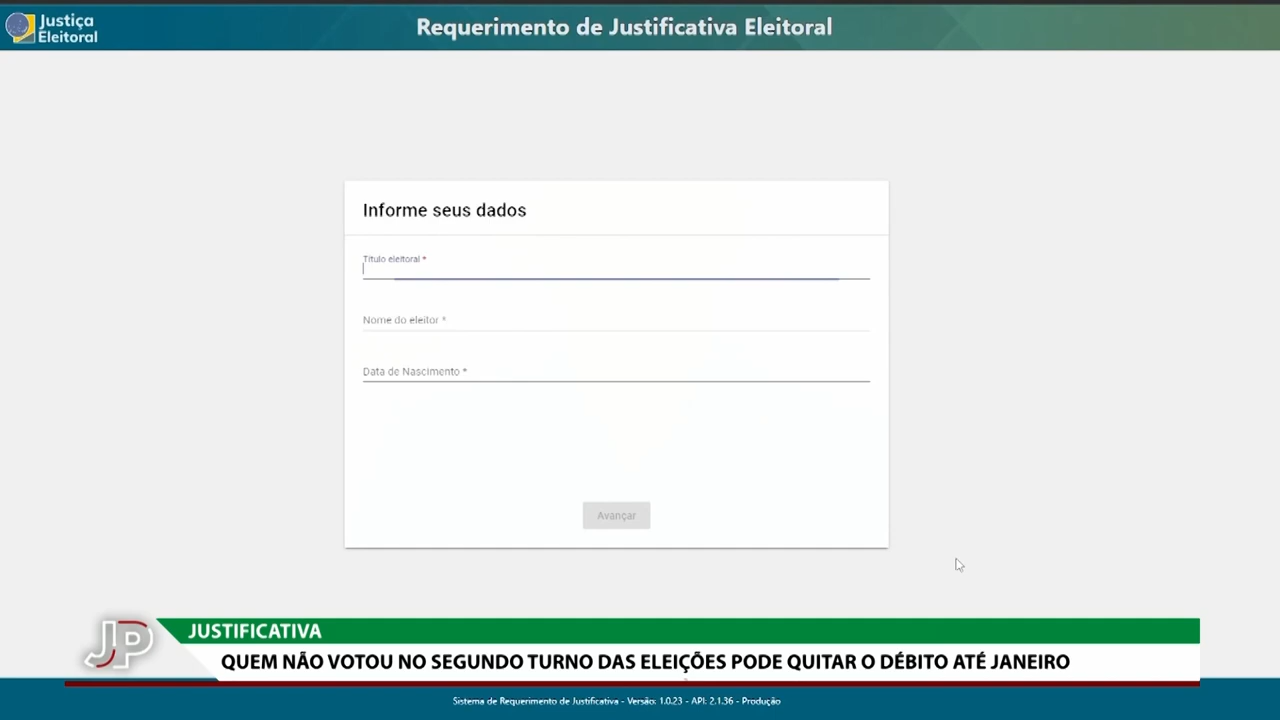 Justiça
Eleitoral
Requerimento de Justificativa Eleitoral
Informe seus dados
Título eleitoral *
Nome do eleitor *
Data de Nascimento *
Avançar
JP
JUSTIFICATIVA
QUEM NÃO VOTOU NO SEGUNDO TURNO DAS ELEIÇÕES PODE QUITAR O DÉBITO ATÉ JANEIRO
Sistema de Requerimento de Justificativa - Versão: 1.0.23 - API: 2.1.36 - Produção